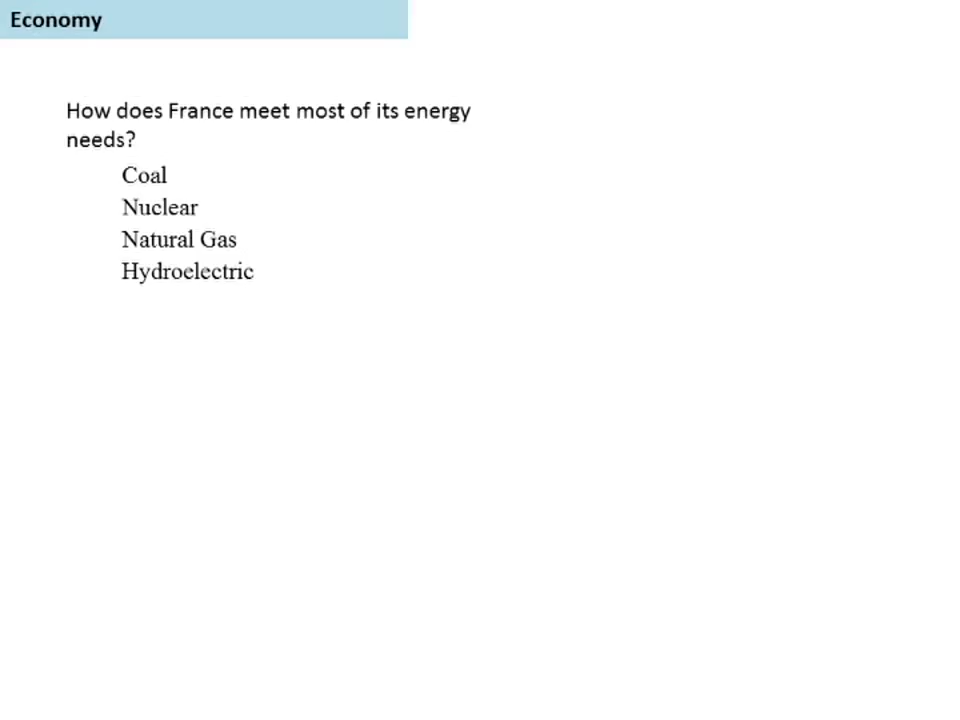 Economy
How does France meet most of its energy
needs?
Coal
Nuclear
Natural Gas
Hydroelectric